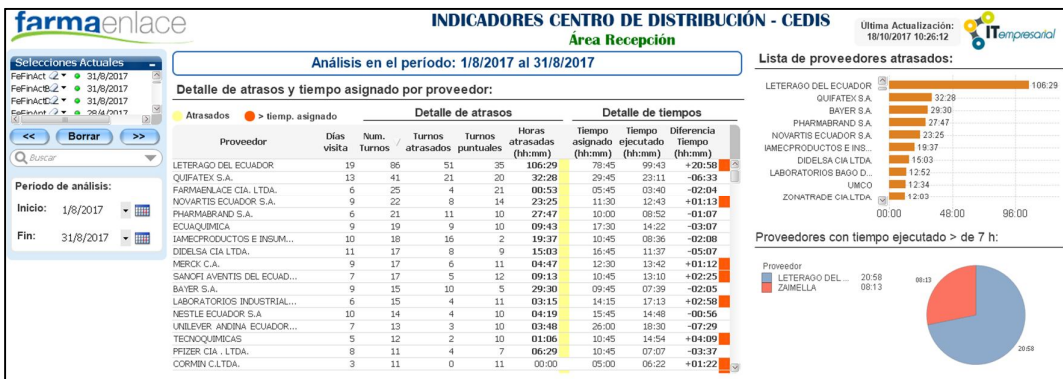 farmaenlace
INDICADORES CENTRO DE DISTRIBUCIÓN - CEDIS
Área Recepción
Última Actualización:
18/10/2017 10:26:12
ITempresarial
Selecciones Actuales
FeFinAct 31/8/2017
FeFinActB 31/8/2017
FeFinActD 31/8/2017
FeFinAnt 28/4/2017
<< Borrar >>
Buscar
Período de análisis:
Inicio: 1/8/2017
Fin: 31/8/2017
Análisis en el período: 1/8/2017 al 31/8/2017
Detalle de atrasos y tiempo asignado por proveedor:
Atrasados > tiemp. asignado Detalle de atrasos Detalle de tiempos
Proveedor Días visita Num. Turnos / Turnos atrasados Turnos puntuales Horas atrasadas (hh:mm) Tiempo asignado (hh:mm) Tiempo ejecutado (hh:mm) Diferencia Tiempo (hh:mm)
LETERAGO DEL ECUADOR 19 86 51 35 106:29 78:45 99:43 +20:58
QUIFATEX S.A. 13 41 21 20 32:28 29:45 23:11 -06:33
FARMAENLACE CIA. LTDA. 6 25 4 21 00:53 05:45 03:40 -02:04
NOVARTIS ECUADOR S.A. 9 22 8 14 23:25 11:30 12:43 +01:13
PHARMABRAND S.A. 6 21 11 10 27:47 10:00 08:52 -01:07
ECUAQUIMICA 9 19 9 10 09:43 17:30 14:22 -03:07
IAMECPRODUCTOS E INSUM... 10 18 16 2 19:37 10:45 08:36 -02:08
DIDELSA CIA LTDA. 11 17 8 9 15:03 16:45 11:37 -05:07
MERCK C.A. 9 17 6 11 04:47 12:30 13:42 +01:12
SANOFI AVENTIS DEL ECUAD... 7 17 5 12 09:13 10:45 13:10 +02:25
BAYER S.A. 9 15 10 5 29:30 09:45 07:39 -02:05
LABORATORIOS INDUSTRIAL... 6 15 4 11 03:15 14:15 17:13 +02:58
NESTLE ECUADOR S.A 10 14 4 10 04:19 15:45 14:48 -00:56
UNILEVER ANDINA ECUADOR... 7 13 3 10 03:48 26:00 18:30 -07:29
TECNOQUIMICAS 5 12 2 10 01:06 10:45 14:54 +04:09
PFIZER CIA . LTDA. 8 11 4 7 06:29 10:45 07:07 -03:37
CORMIN C.LTDA. 3 11 0 11 00:00 05:00 06:22 +01:22
Lista de proveedores atrasados:
LETERAGO DEL ECUADOR 106:29
QUIFATEX S.A. 32:28
BAYER S.A. 29:30
PHARMABRAND S.A. 27:47
NOVARTIS ECUADOR S.A. 23:25
IAMECPRODUCTOS E INS... 19:37
DIDELSA CIA LTDA. 15:03
LABORATORIOS BAGO D... 12:52
UMCO 12:34
ZONATRADE CIA LTDA. 12:03
00:00 48:00 96:00
Proveedores con tiempo ejecutado > de 7 h:
Proveedor
LETERAGO DEL ... 20:58
ZAIMELLA 08:13
08:13
20:58